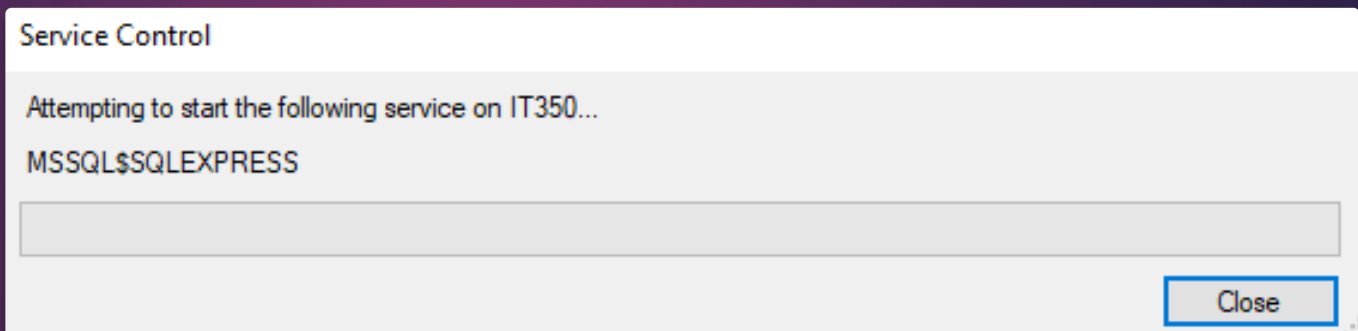 Service Control
Attempting to start the following service on IT350...
MSSQL$SQLEXPRESS
Close